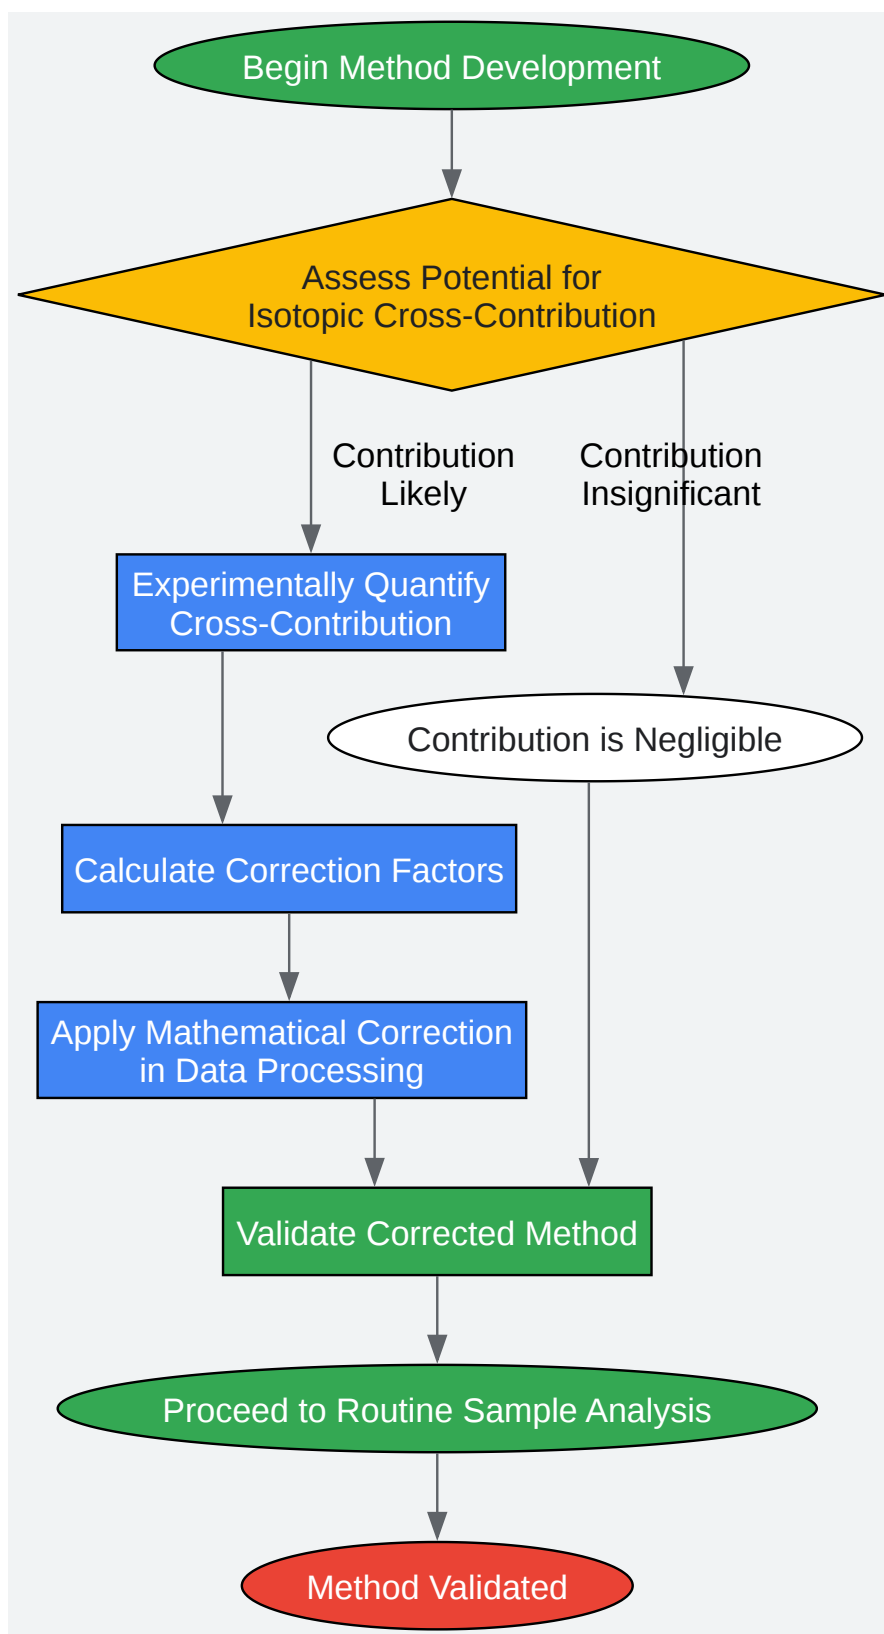 Begin Method Development
Assess Potential for
Isotopic Cross-Contribution
Contribution
Likely
Contribution
Insignificant
Experimentally Quantify
Cross-Contribution
Contribution is Negligible
Calculate Correction Factors
Apply Mathematical Correction
in Data Processing
Validate Corrected Method
Proceed to Routine Sample Analysis
Method Validated